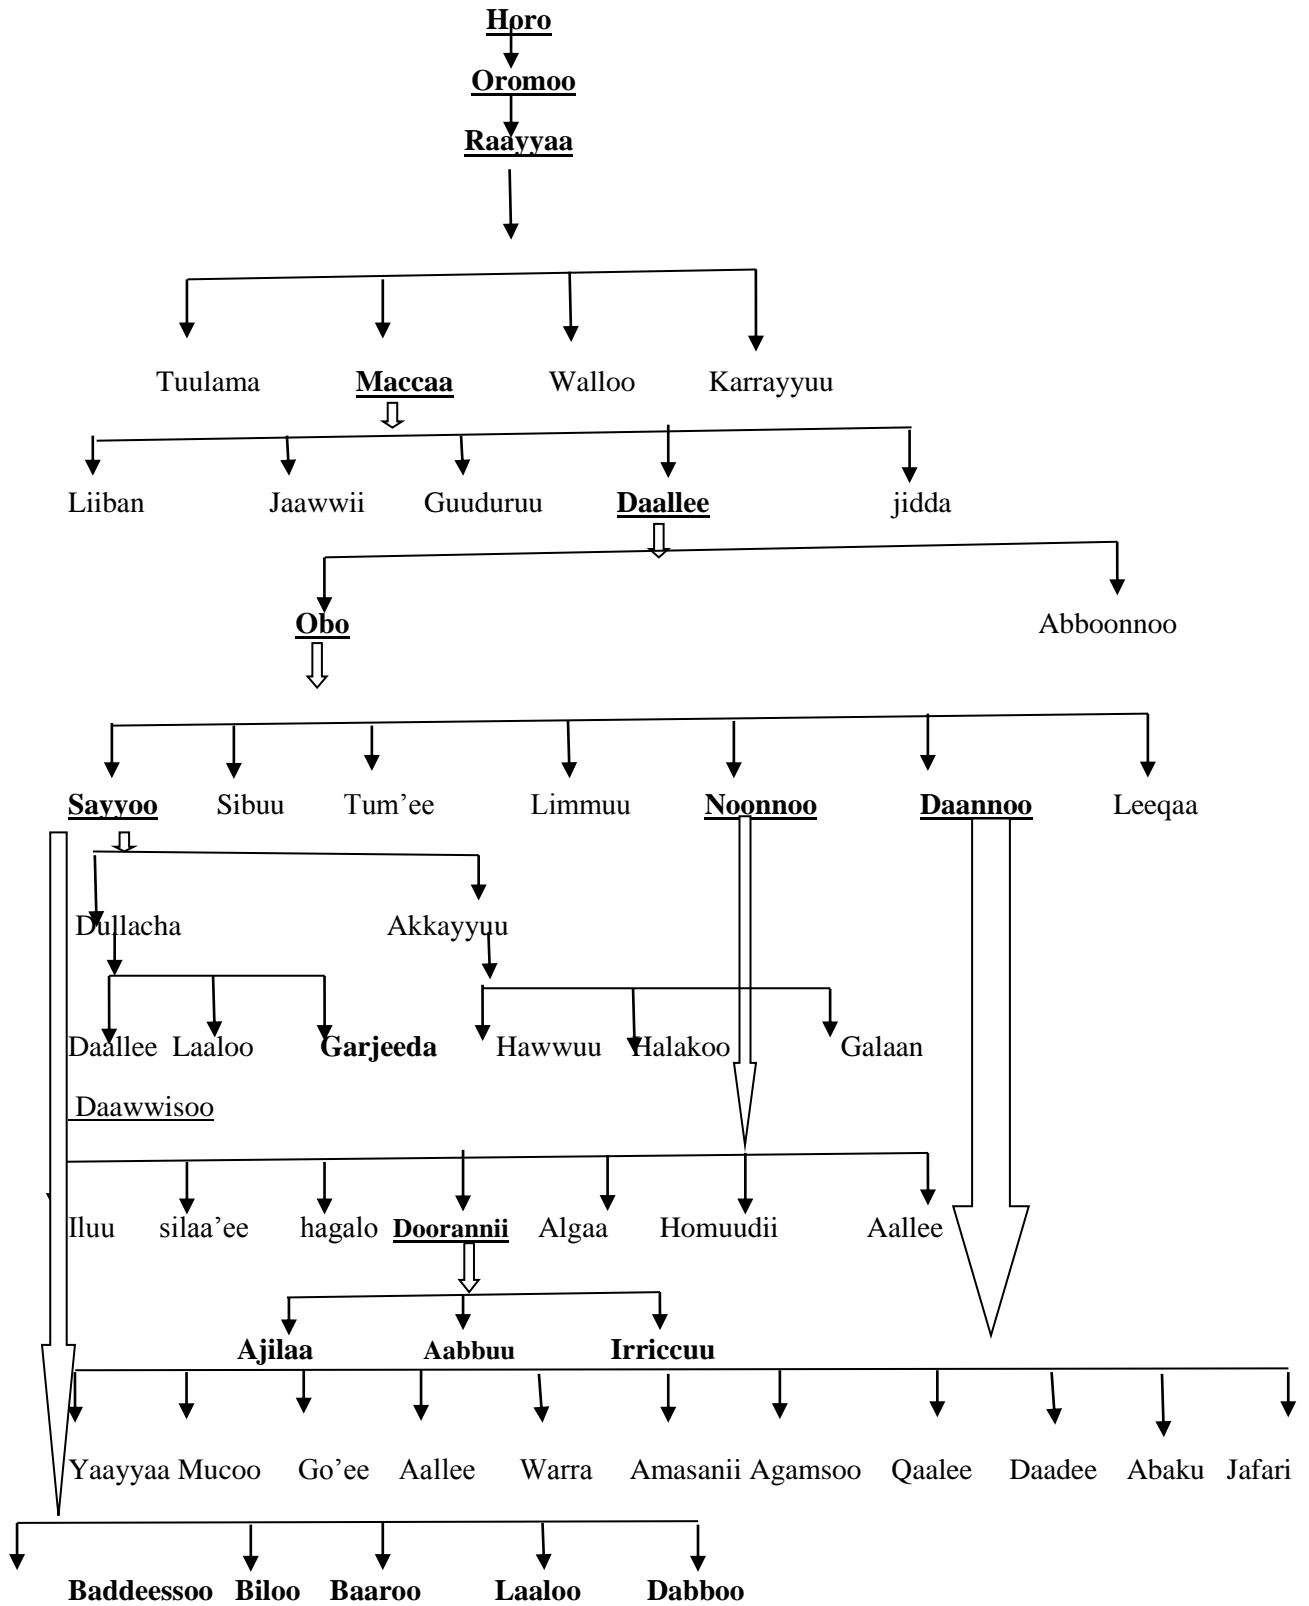 Horo
Oromoo
Raayyaa
Tuulama Maccaa Walloo Karrayyuu
Liiban Jaawwii Guuduruu Daallee jidda
Obo Abboonnoo
Sayyoo Sibuu Tum’ee Limmuu Noonnoo Daannoo Leeqaa
Dullacha Akkayyuu
Daallee Laaloo Garjeeda Hawwuu Halakoo Galaan
Daawwisoo
Iluu silaa’ee hagalo Doorannii Algaa Homuudii Aallee
Ajilaa Aabbuu Irriccuu
Yaayyaa Mucoo Go’ee Aallee Warra Amasanii Agamsoo Qaalee Daadee Abaku Jafari
Baddeessoo Biloo Baaroo Laaloo Dabboo